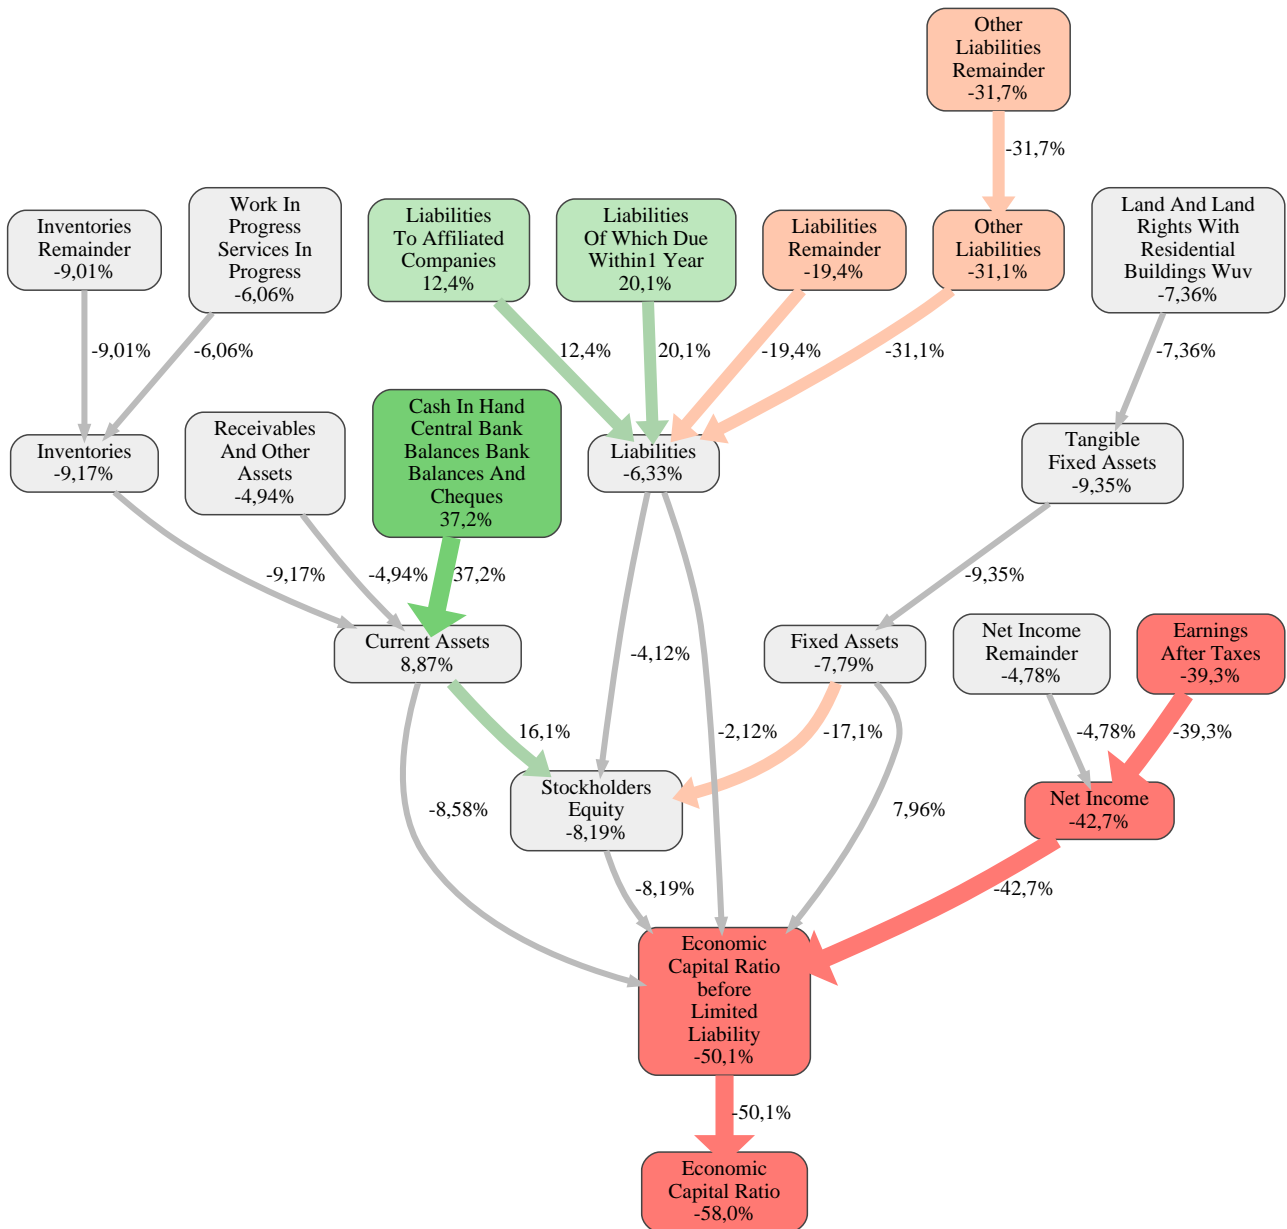 Other
Liabilities
Remainder
-31,7%
-31,7%
Inventories
Remainder
-9,01%
Work In
Progress
Services In
Progress
-6,06%
Liabilities
To Affiliated
Companies
12,4%
Liabilities
Of Which Due
Within1 Year
20,1%
Liabilities
Remainder
-19,4%
Other
Liabilities
-31,1%
Land And Land
Rights With
Residential
Buildings Wuv
-7,36%
-9,01%
-6,06%
12,4%
20,1%
-19,4%
-31,1%
-7,36%
Inventories
-9,17%
Receivables
And Other
Assets
-4,94%
Cash In Hand
Central Bank
Balances Bank
Balances And
Cheques
37,2%
Liabilities
-6,33%
Tangible
Fixed Assets
-9,35%
-9,17%
-4,94%
37,2%
-9,35%
Current Assets
8,87%
-4,12%
Fixed Assets
-7,79%
Net Income
Remainder
-4,78%
Earnings
After Taxes
-39,3%
16,1%
-2,12%
-17,1%
-4,78%
-39,3%
-8,58%
Stockholders
Equity
-8,19%
7,96%
Net Income
-42,7%
-8,19%
-42,7%
Economic
Capital Ratio
before
Limited
Liability
-50,1%
-50,1%
Economic
Capital Ratio
-58,0%